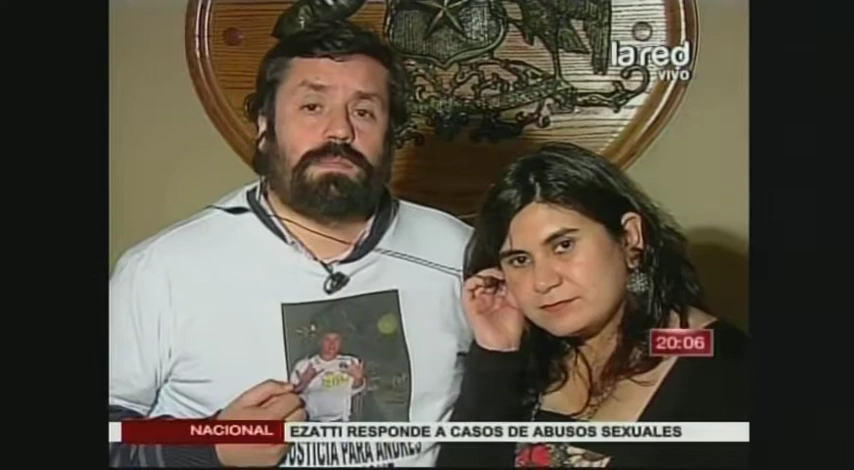 la red
vivo
20:06
NACIONAL
EZATTI RESPONDE A CASOS DE ABUSOS SEXUALES
JUSTICIA PARA ANDRES